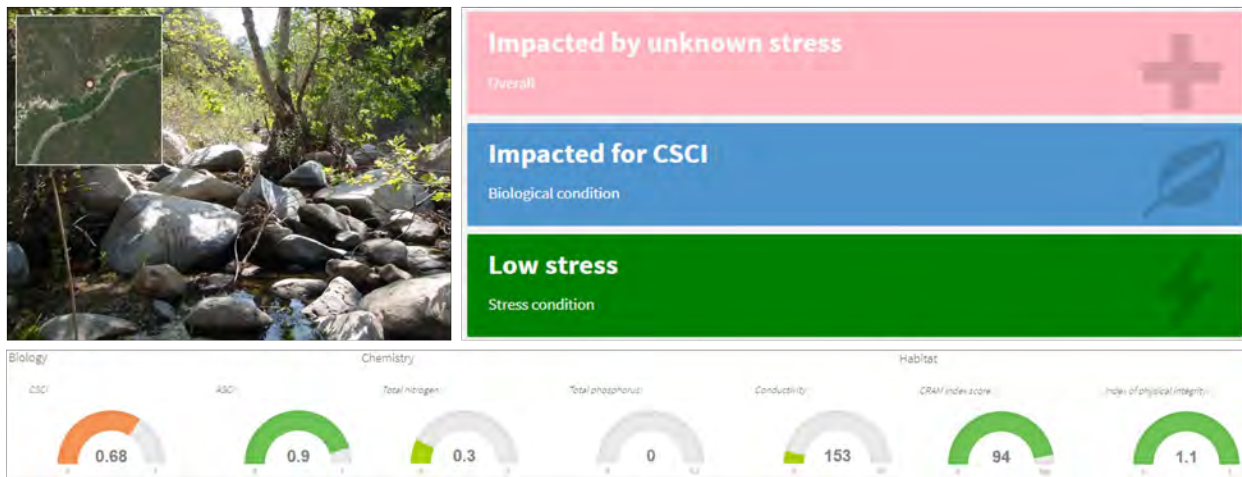 Impacted by unknown stress
Overall
Impacted for CSCI
Biological condition
Low stress
Stress condition
Biology Chemistry Habitat
CSCI ASCI Total nitrogen Total phosphorus Conductivity CRAM index score Index of physical integrity
0.68 0.9 0.3 0 153 94 1.1